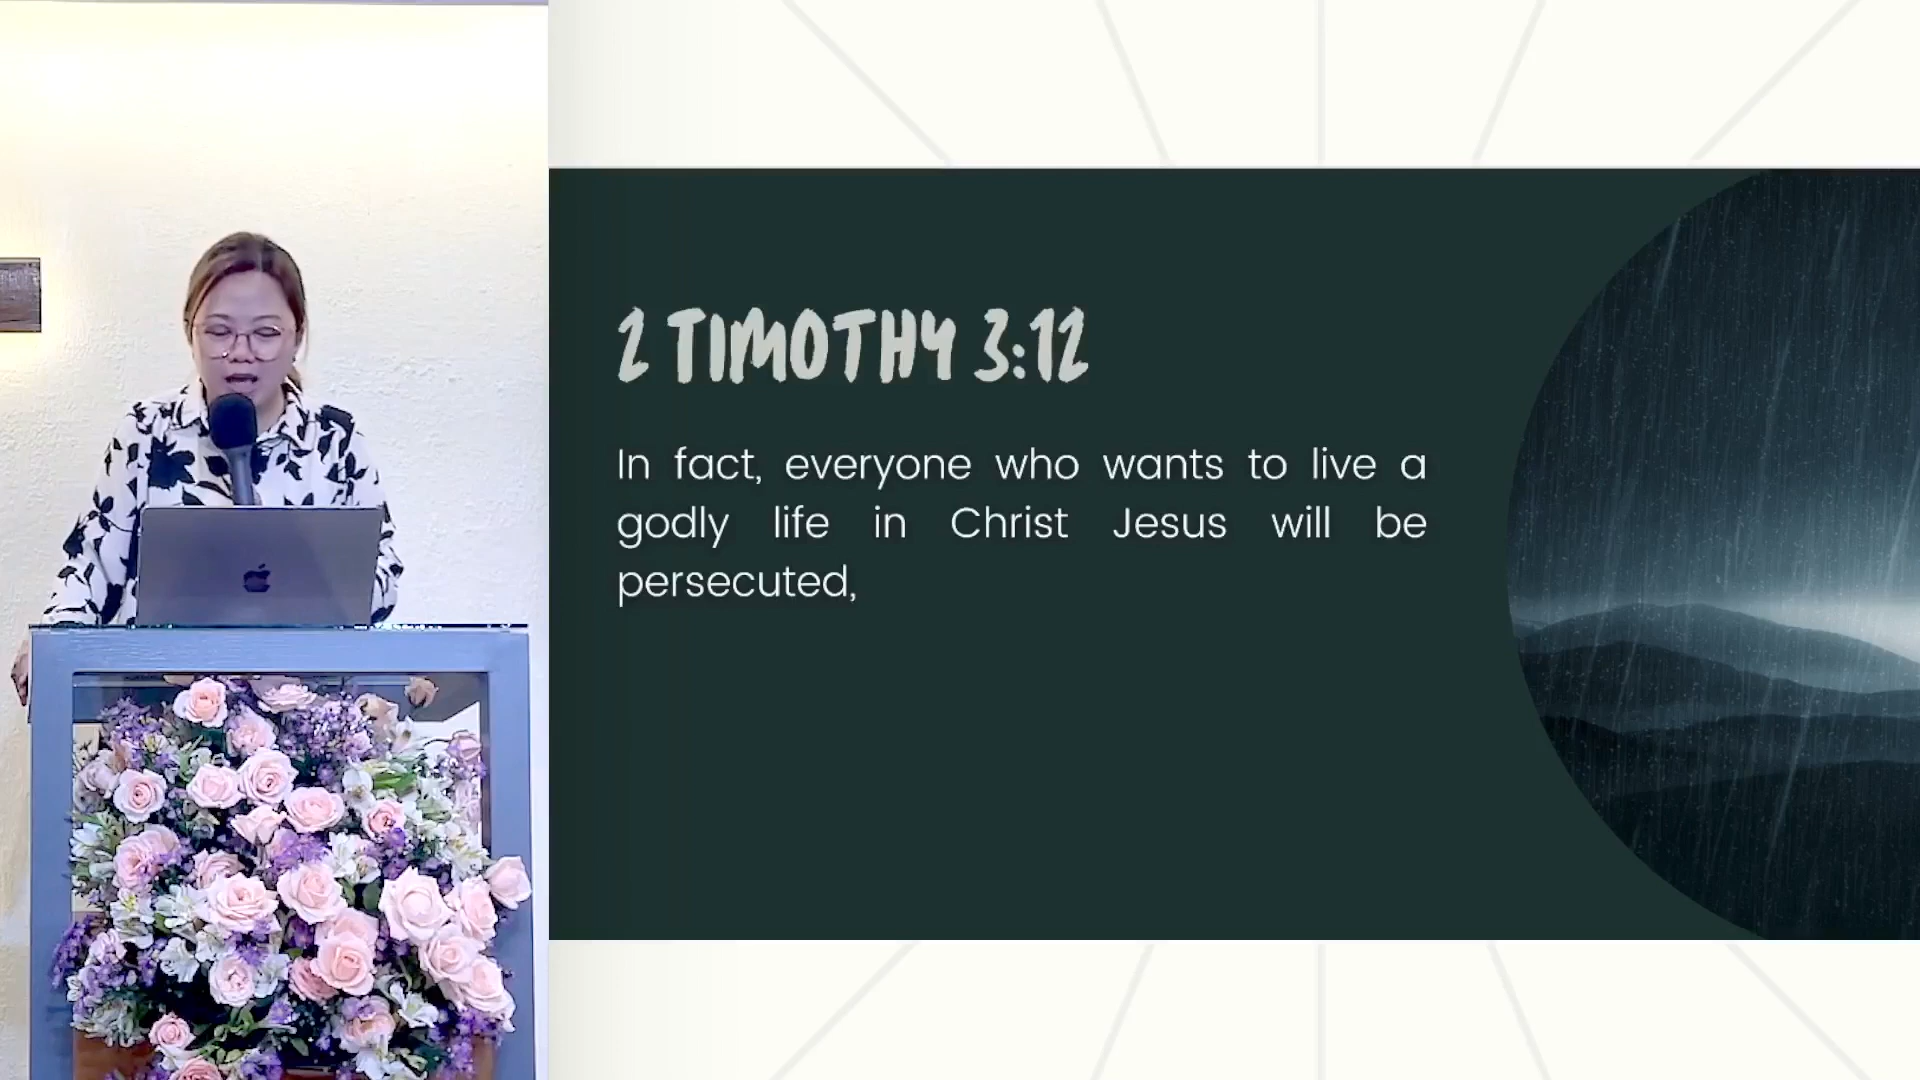 2 TIMOTHY 3:12
In fact, everyone who wants to live a
godly life in Christ Jesus will be
persecuted,